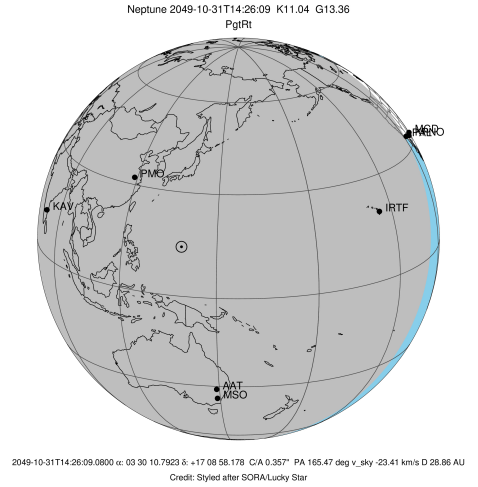 Neptune 2049-10-31T14:26:09 K11.04 G13.36
PgtRt
MCD
PMO
KAV
IRTF
AAT
MSO
2049-10-31T14:26:09.0800 α: 03 30 10.7923 δ: +17 08 58.178 C/A 0.357" PA 165.47 deg v_sky -23.41 km/s D 28.86 AU
Credit: Styled after SORA/Lucky Star